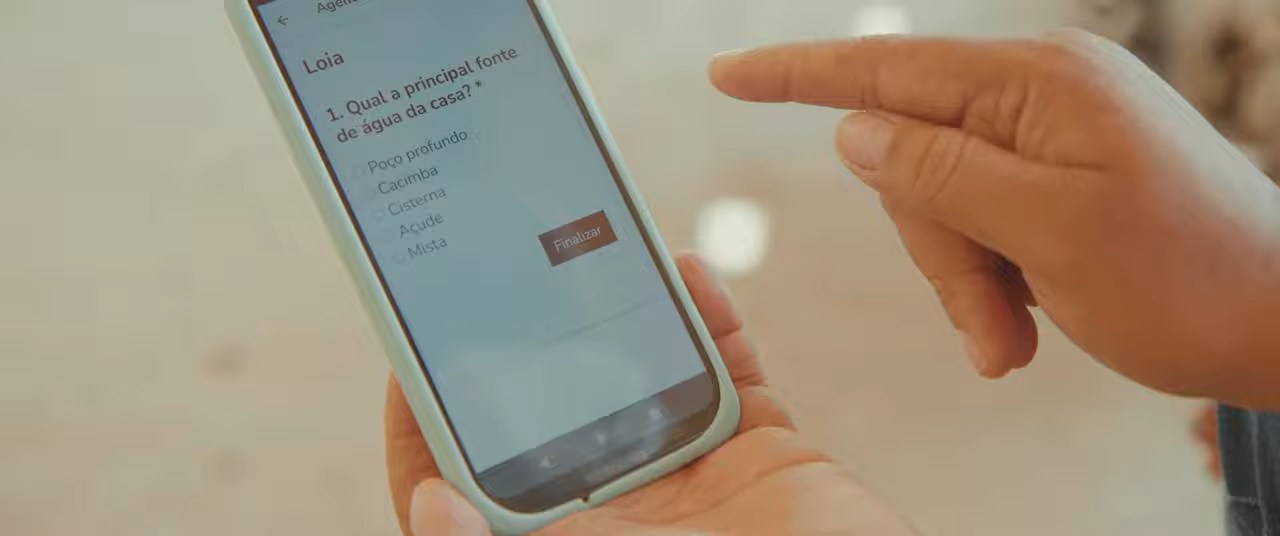 Loia
1. Qual a principal fonte
de água da casa? *
Poço profundo
Cacimba
Cisterna
Açude
Mista
Finalizar